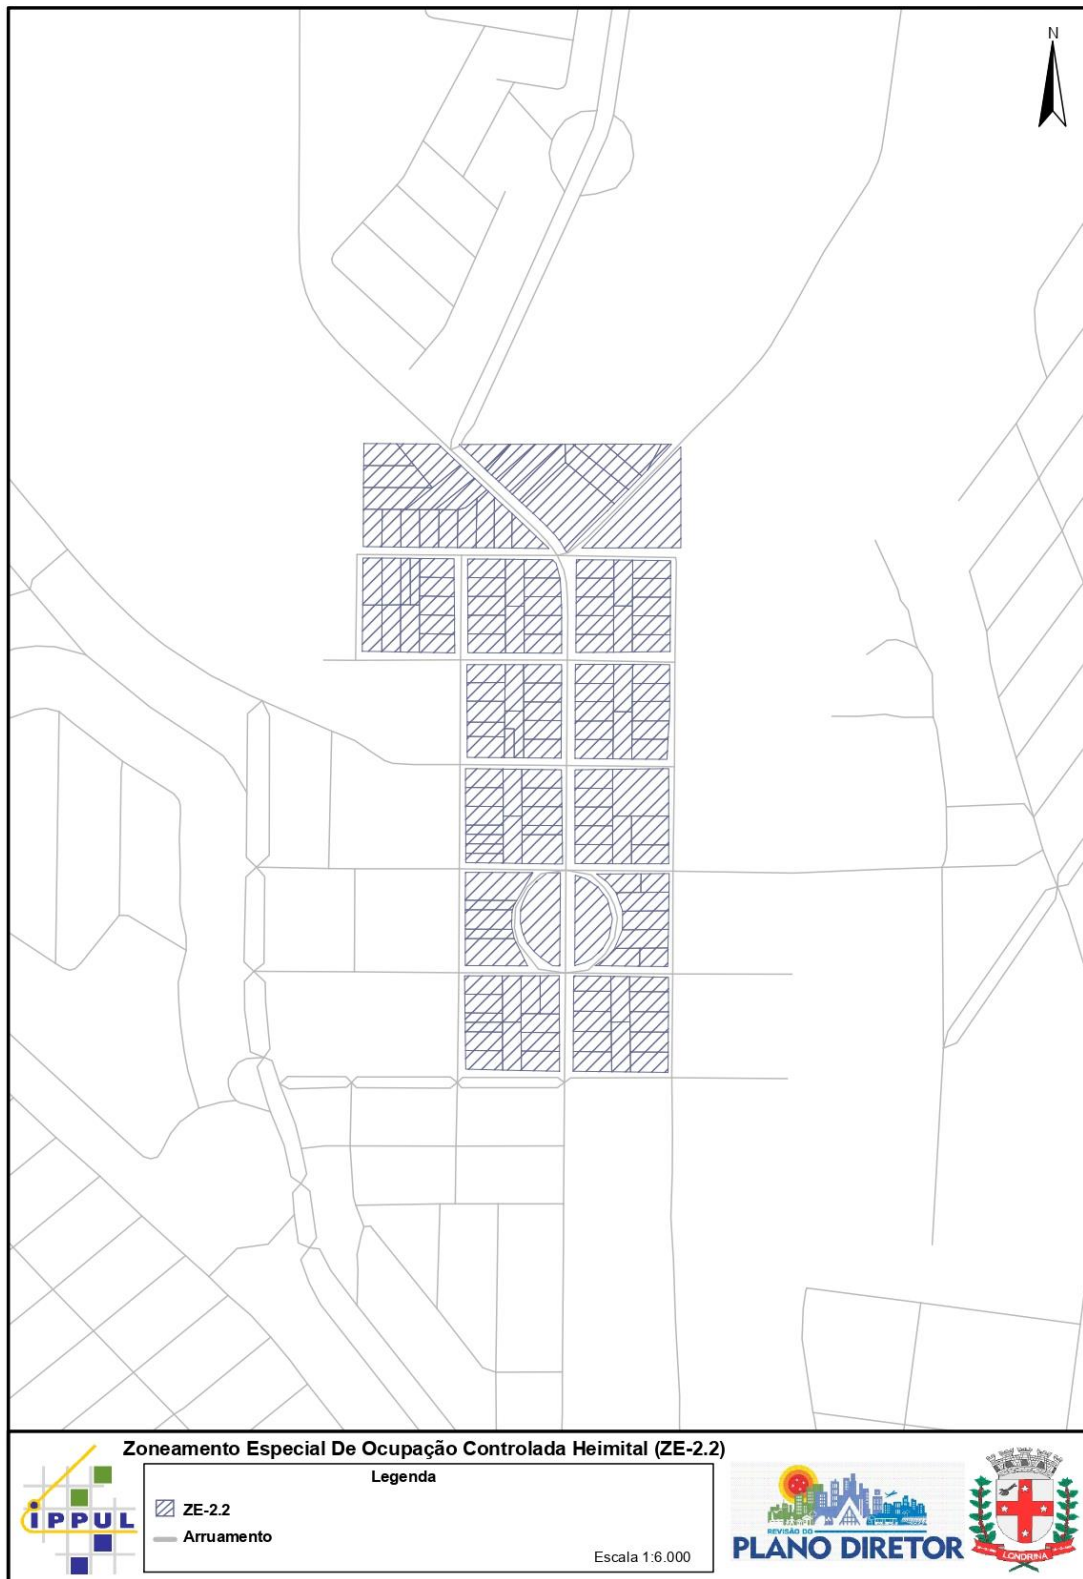 N
Zoneamento Especial De Ocupação Controlada Heimital (ZE-2.2)
Legenda
ZE-2.2
Arruamento
Escala 1:6.000
IPPUL
REVISÃO DO
PLANO DIRETOR
LONDRINA